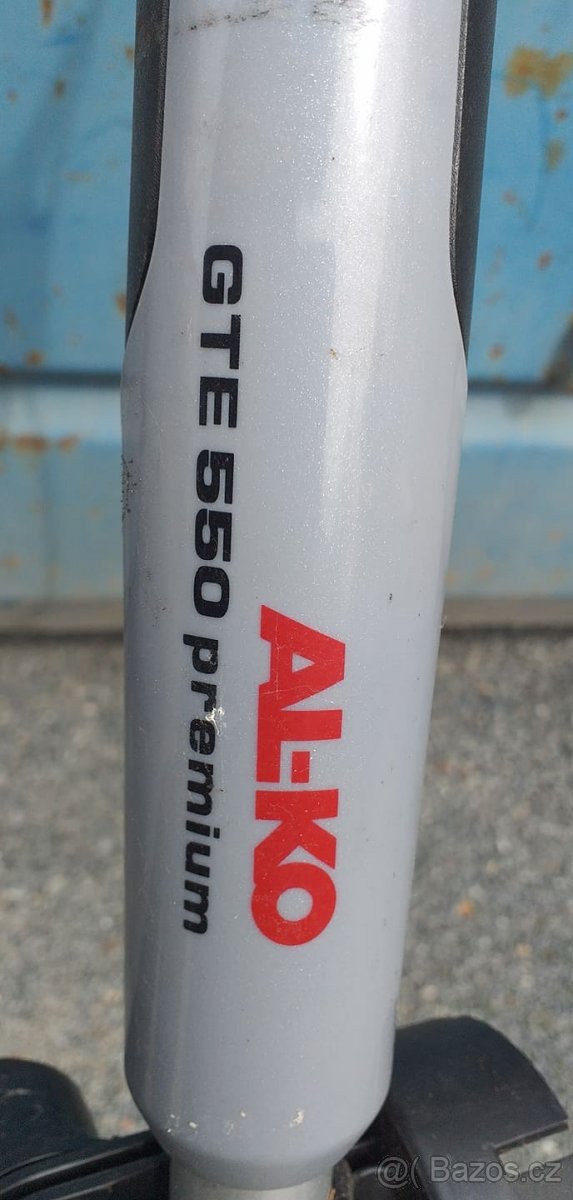 GTE 550 premium
AL-KO
@( Bazos.cz